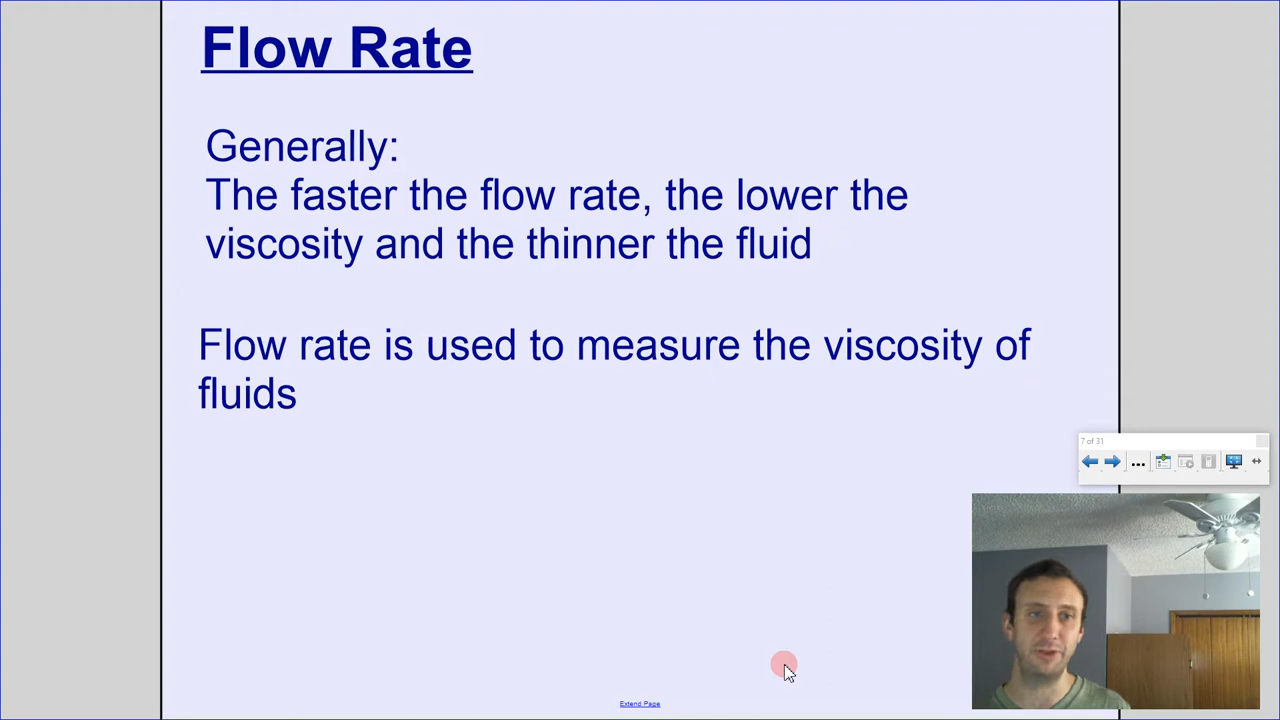 Flow Rate
Generally:
The faster the flow rate, the lower the
viscosity and the thinner the fluid
Flow rate is used to measure the viscosity of
fluids
7 of 31
Extend Page